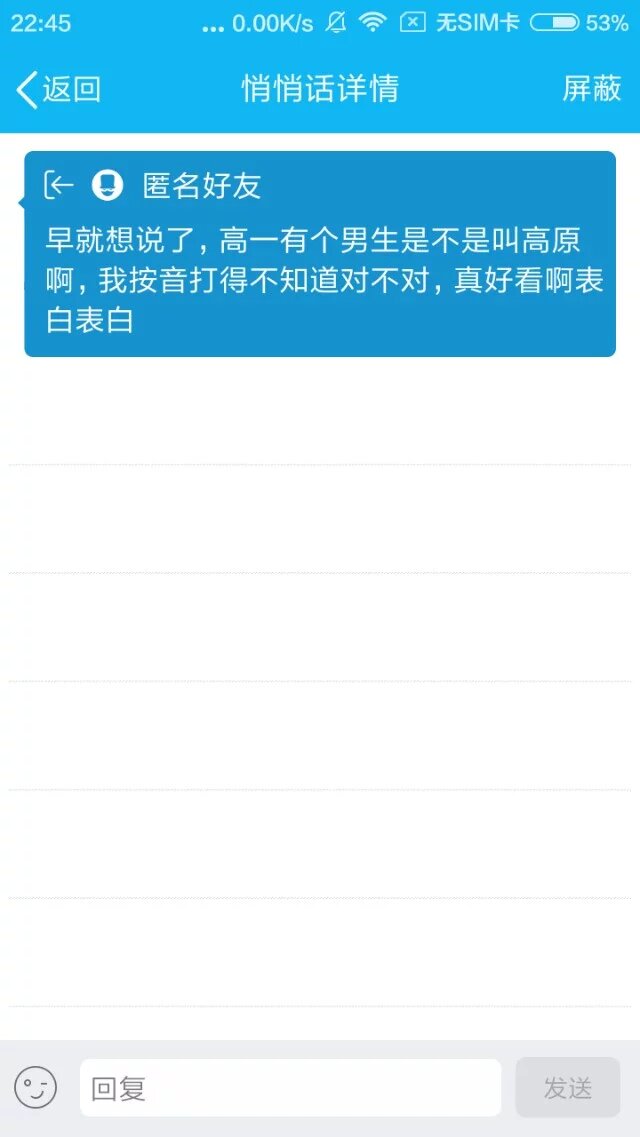 22:45 ... 0.00K/s 无SIM卡 53%
返回 悄悄话详情 屏蔽
匿名好友
早就想说了,高一有个男生是不是叫高原
啊,我按音打得不知道对不对,真好看啊表
白表白
回复 发送